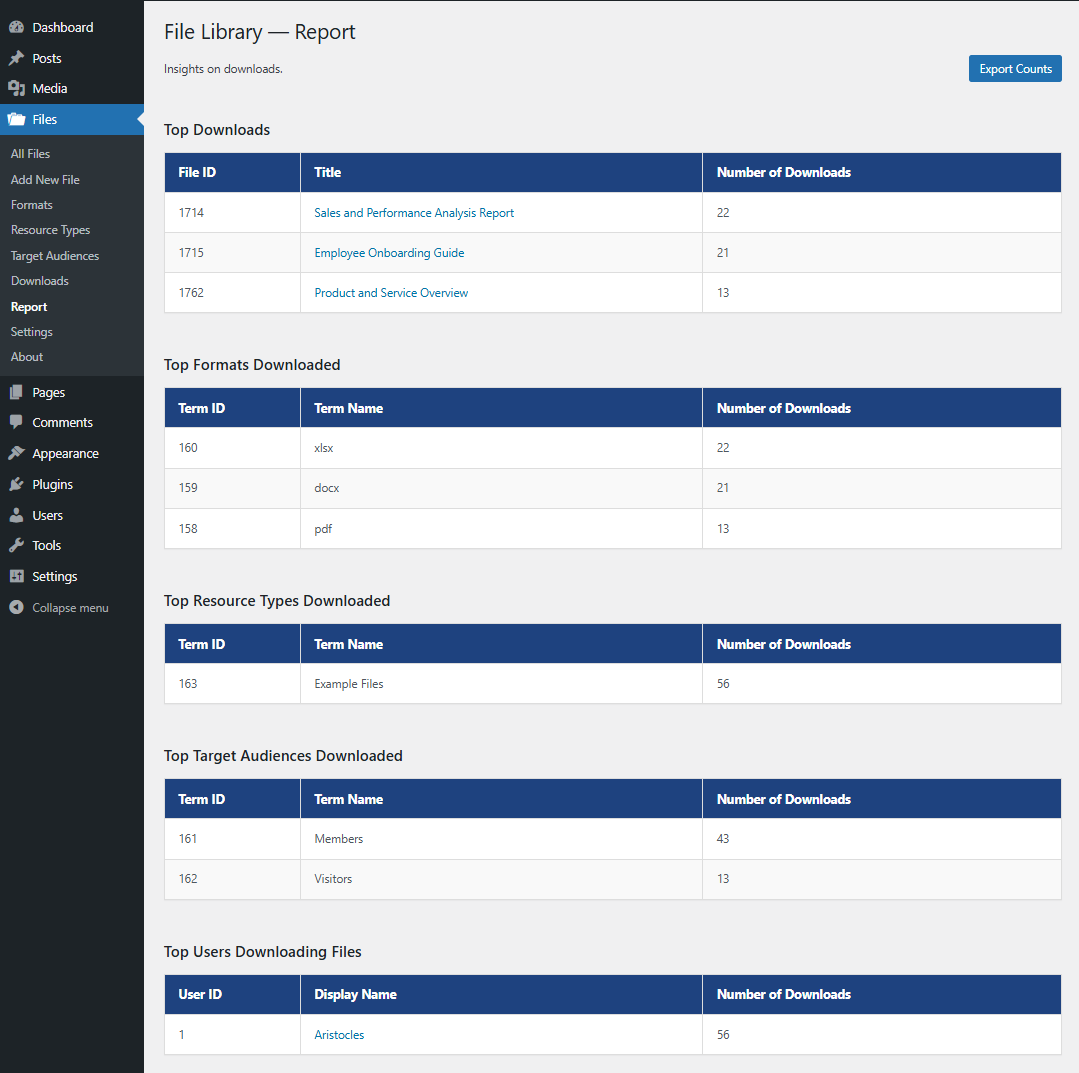 Dashboard
Posts
Media
Files
All Files
Add New File
Formats
Resource Types
Target Audiences
Downloads
Report
Settings
About
Pages
Comments
Appearance
Plugins
Users
Tools
Settings
Collapse menu
File Library — Report
Insights on downloads.
Export Counts
Top Downloads
File ID Title Number of Downloads
1714 Sales and Performance Analysis Report 22
1715 Employee Onboarding Guide 21
1762 Product and Service Overview 13
Top Formats Downloaded
Term ID Term Name Number of Downloads
160 xlsx 22
159 docx 21
158 pdf 13
Top Resource Types Downloaded
Term ID Term Name Number of Downloads
163 Example Files 56
Top Target Audiences Downloaded
Term ID Term Name Number of Downloads
161 Members 43
162 Visitors 13
Top Users Downloading Files
User ID Display Name Number of Downloads
1 Aristocles 56